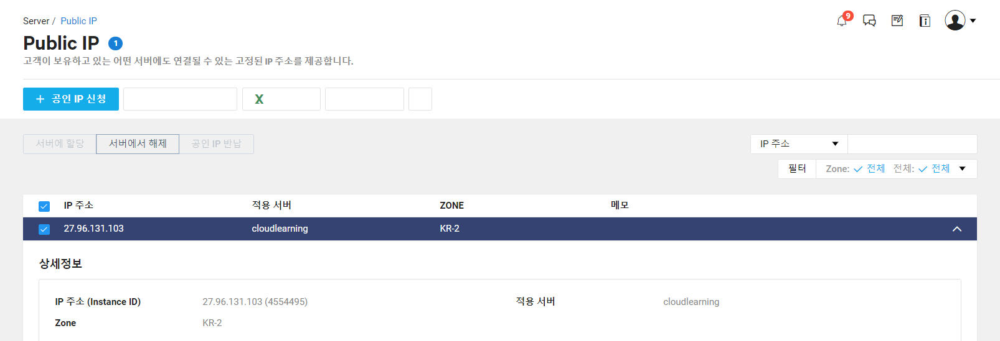 Server / Public IP
9
Public IP 1
고객이 보유하고 있는 어떤 서버에도 연결될 수 있는 고정된 IP 주소를 제공합니다.
+ 공인 IP 신청
X
서버에 할당 서버에서 해제 공인 IP 반납
IP 주소
필터 Zone: 전체 전체: 전체
IP 주소 적용 서버 ZONE 메모
27.96.131.103 cloudlearning KR-2
상세정보
IP 주소 (Instance ID) 27.96.131.103 (4554495) 적용 서버 cloudlearning
Zone KR-2